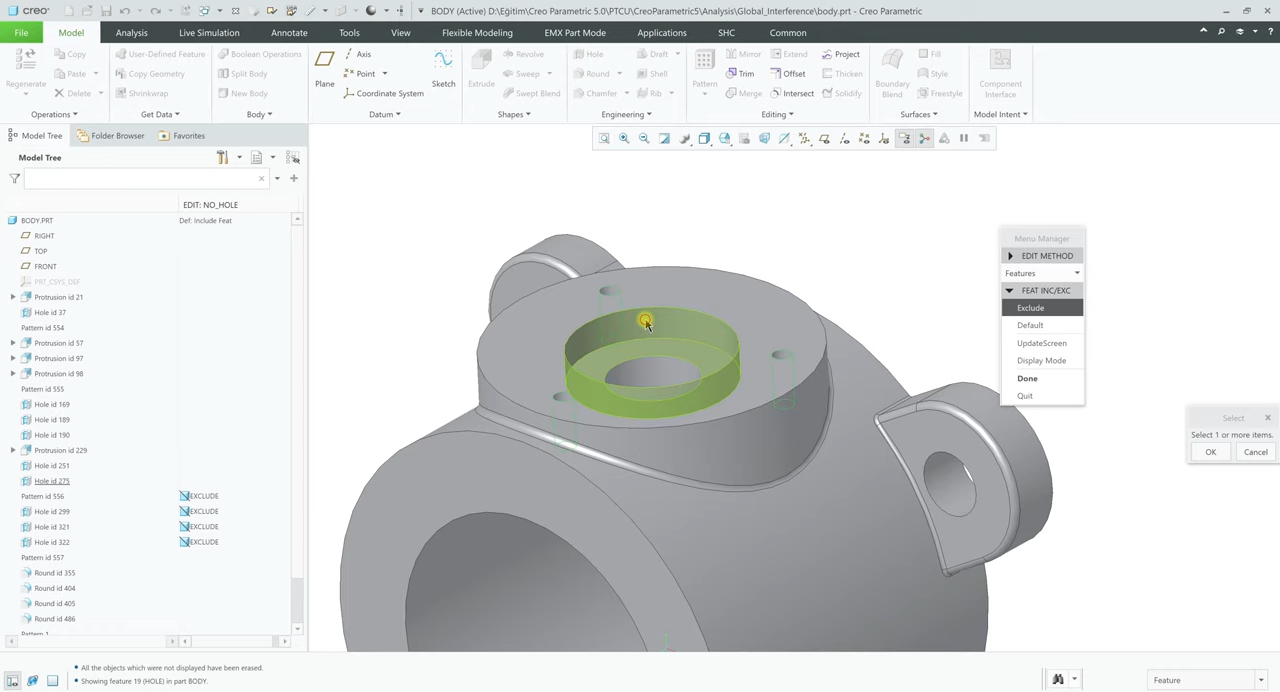 creo
BODY (Active) D:\Eğitim\Creo Parametric 5.0\PTCU\CreoParametric5\Analysis\Global_Interference\body.prt - Creo Parametric
File Model Analysis Live Simulation Annotate Tools View Flexible Modeling EMX Part Mode Applications SHC Common
Regenerate
Copy
Paste
Delete
Operations
User-Defined Feature
Copy Geometry
Shrinkwrap
Get Data
Boolean Operations
Split Body
New Body
Body
Plane
Axis
Point
Coordinate System
Sketch
Datum
Extrude
Revolve
Sweep
Swept Blend
Shapes
Hole
Round
Chamfer
Draft
Shell
Rib
Engineering
Pattern
Mirror
Trim
Merge
Extend
Offset
Intersect
Project
Thicken
Solidify
Editing
Boundary
Blend
Fill
Style
Freestyle
Surfaces
Component
Interface
Model Intent
Model Tree Folder Browser Favorites
Model Tree
EDIT: NO_HOLE
BODY.PRT Def: Include Feat
RIGHT
TOP
FRONT
PRT_CSYS_DEF
Protrusion id 21
Hole id 37
Pattern id 554
Protrusion id 57
Protrusion id 97
Protrusion id 98
Pattern id 555
Hole id 169
Hole id 189
Hole id 190
Protrusion id 229
Hole id 251
Hole id 275
Pattern id 556 EXCLUDE
Hole id 299 EXCLUDE
Hole id 321 EXCLUDE
Hole id 322 EXCLUDE
Pattern id 557
Round id 355
Round id 404
Round id 405
Round id 486
Pattern 1
Menu Manager
EDIT METHOD
Features
FEAT INC/EXC
Exclude
Default
UpdateScreen
Display Mode
Done
Quit
Select
Select 1 or more items.
OK Cancel
All the objects which were not displayed have been erased.
Showing feature 19 (HOLE) in part BODY.
Feature